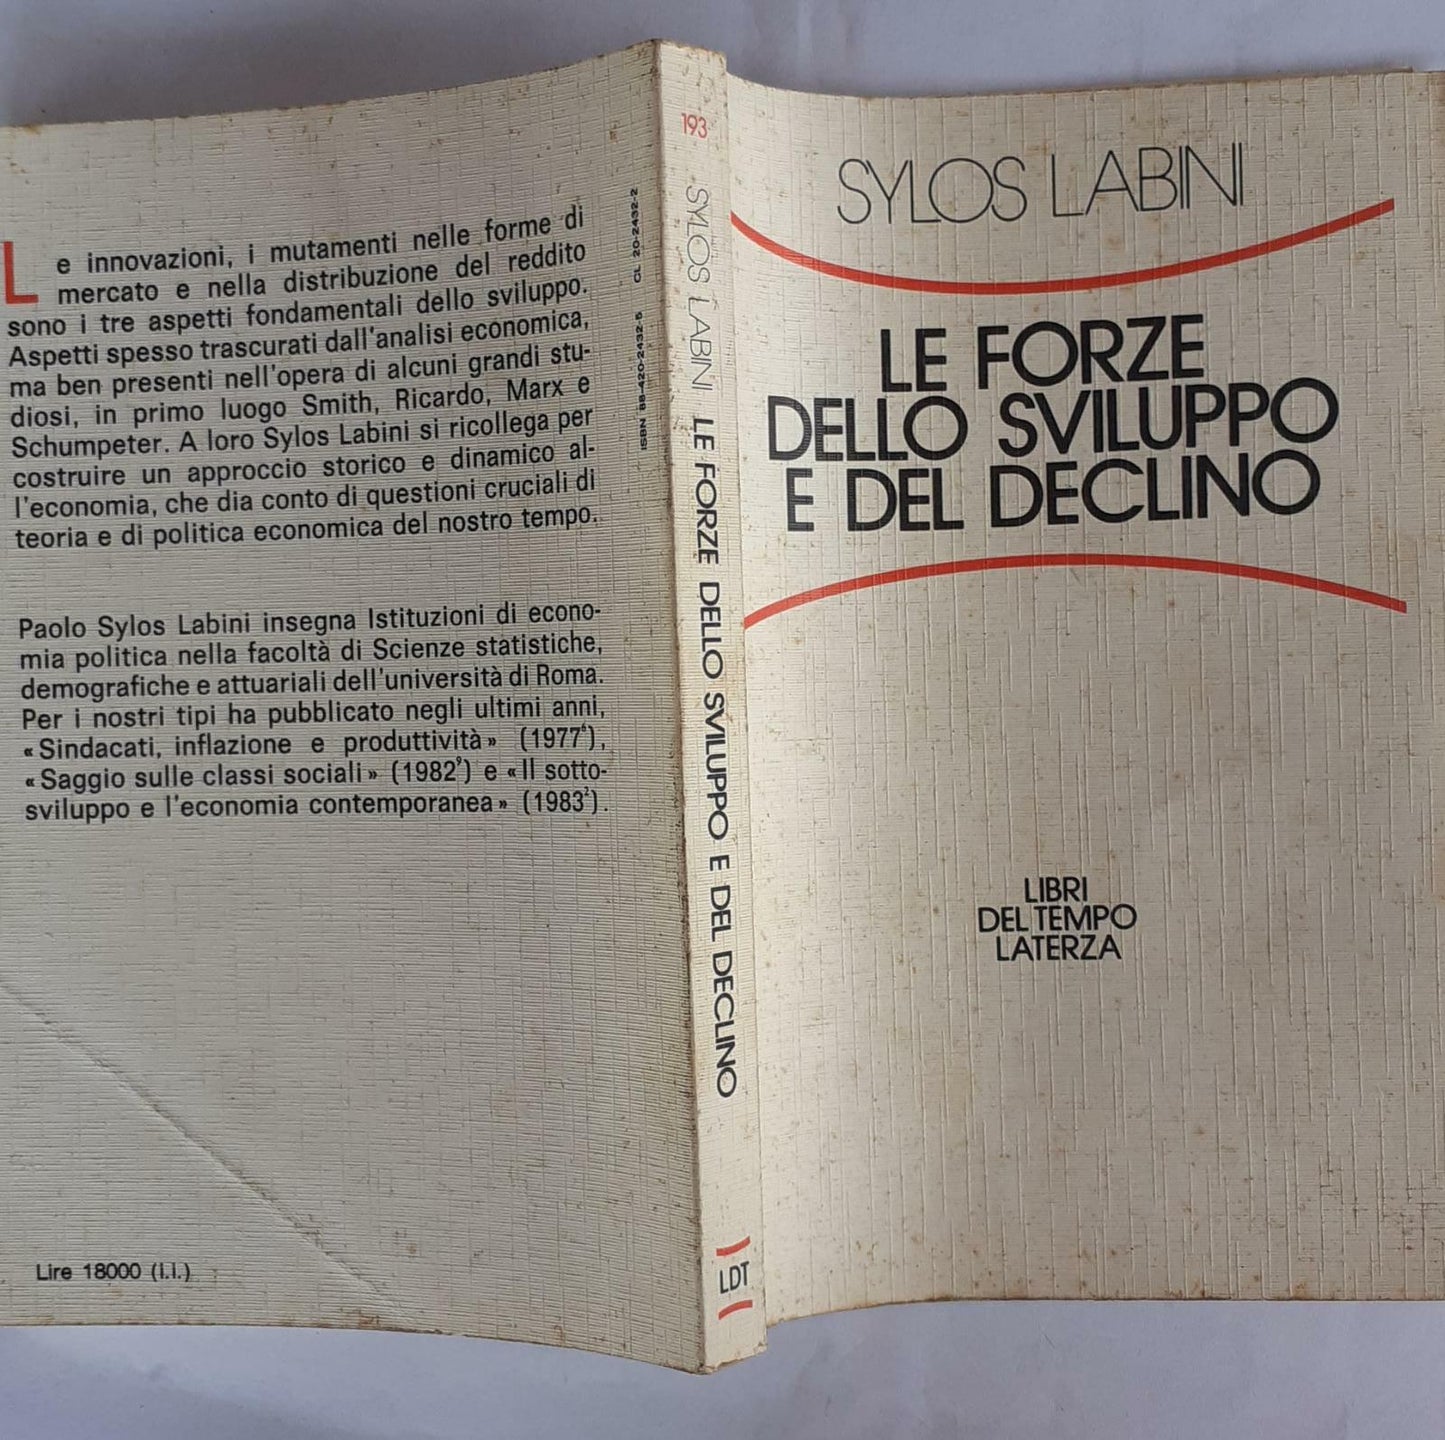 Le innovazioni, i mutamenti nelle forme di
mercato e nella distribuzione del reddito
sono i tre aspetti fondamentali dello sviluppo.
Aspetti spesso trascurati dall'analisi economica,
ma ben presenti nell'opera di alcuni grandi stu-
diosi, in primo luogo Smith, Ricardo, Marx e
Schumpeter. A loro Sylos Labini si ricollega per
costruire un approccio storico e dinamico al-
l'economia, che dia conto di questioni cruciali di
teoria e di politica economica del nostro tempo.
Paolo Sylos Labini insegna Istituzioni di econo-
mia politica nella facoltà di Scienze statistiche,
demografiche e attuariali dell'università di Roma.
Per i nostri tipi ha pubblicato negli ultimi anni,
«Sindacati, inflazione e produttività» (1977⁶),
«Saggio sulle classi sociali» (1982⁹) e «Il sotto-
sviluppo e l'economia contemporanea» (1983²).
Lire 18000 (i.i.)
ISBN 88-420-2432-5 CL 20-2432-2
193
SYLOS LABINI LE FORZE DELLO SVILUPPO E DEL DECLINO
LDT
SYLOS LABINI
LE FORZE
DELLO SVILUPPO
E DEL DECLINO
LIBRI
DEL TEMPO
LATERZA